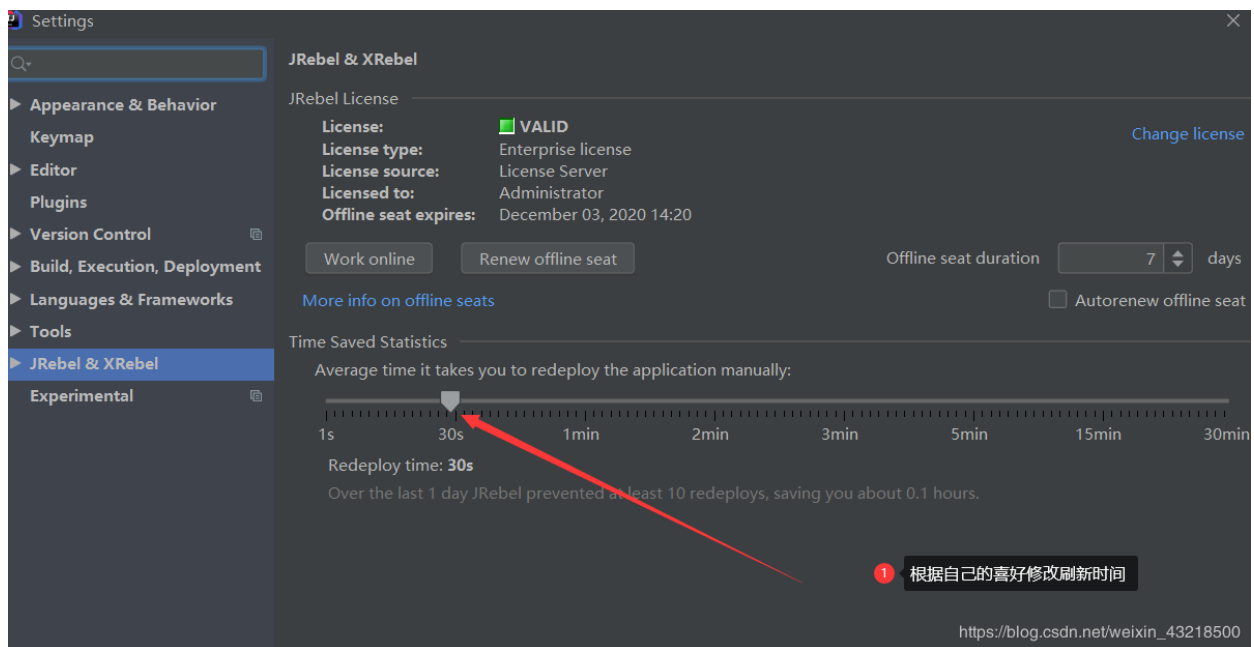 Settings
JRebel & XRebel
Appearance & Behavior
Keymap
Editor
Plugins
Version Control
Build, Execution, Deployment
Languages & Frameworks
Tools
JRebel & XRebel
Experimental
JRebel License
License: VALID
Change license
License type: Enterprise license
License source: License Server
Licensed to: Administrator
Offline seat expires: December 03, 2020 14:20
Work online Renew offline seat Offline seat duration 7 days
More info on offline seats Autorenew offline seat
Time Saved Statistics
Average time it takes you to redeploy the application manually:
1s 30s 1min 2min 3min 5min 15min 30min
Redeploy time: 30s
Over the last 1 day JRebel prevented at least 10 redeploys, saving you about 0.1 hours.
1 根据自己的喜好修改刷新时间
https://blog.csdn.net/weixin_43218500